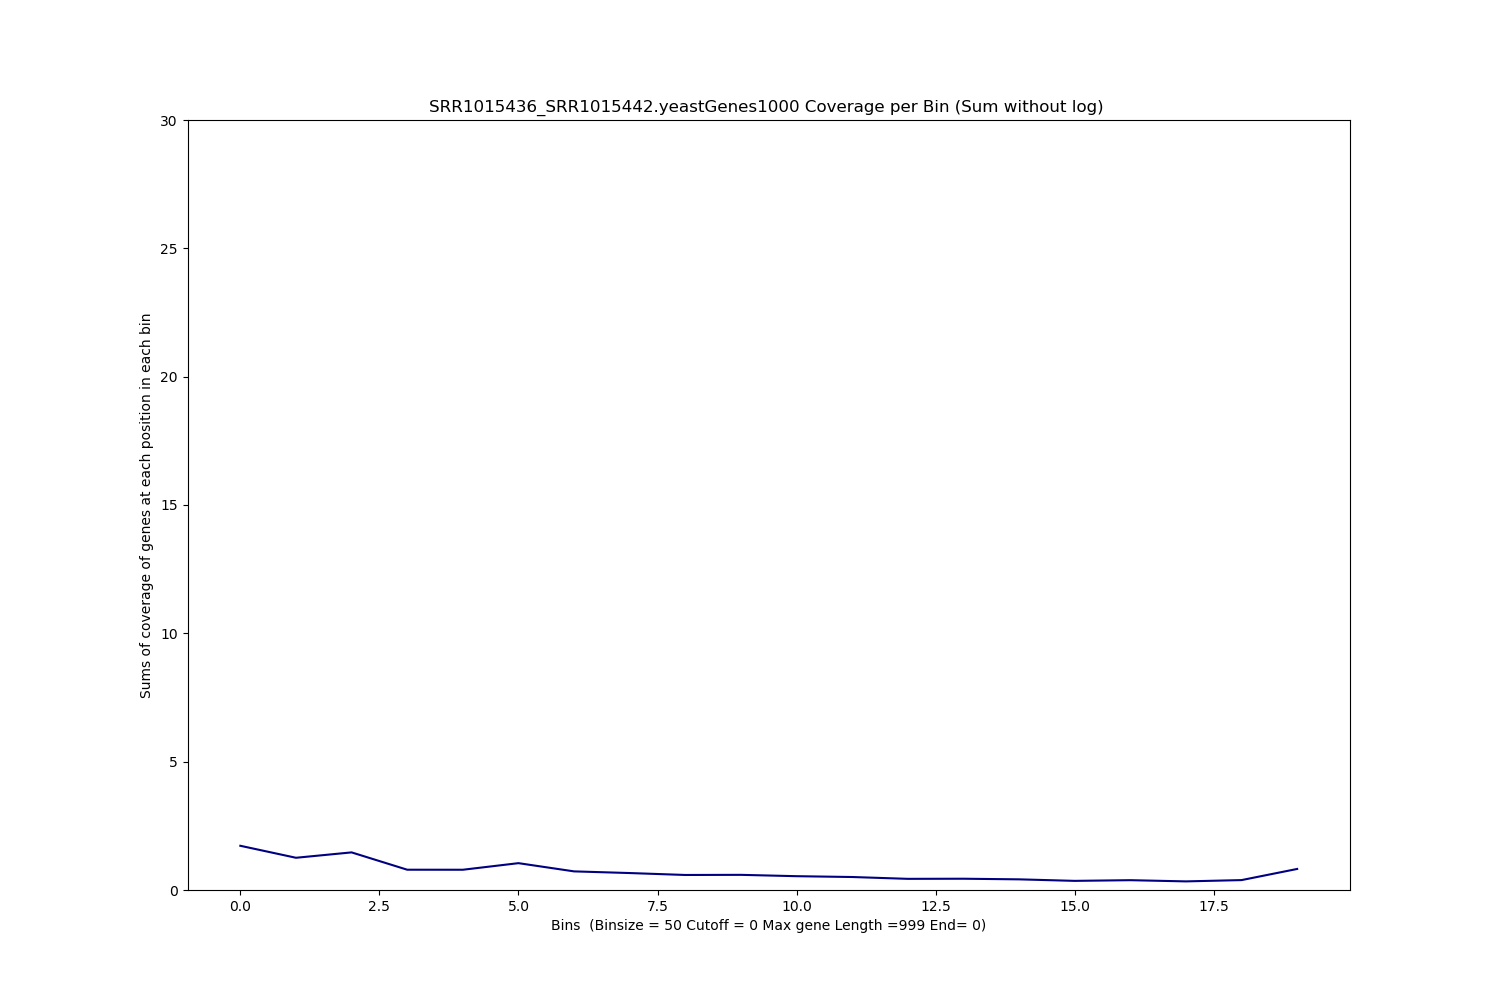 SRR1015436_SRR1015442.yeastGenes1000 Coverage per Bin (Sum without log)
30
25
20
15
10
5
0
Sums of coverage of genes at each position in each bin
0.0 2.5 5.0 7.5 10.0 12.5 15.0 17.5
Bins  (Binsize = 50 Cutoff = 0 Max gene Length =999 End= 0)